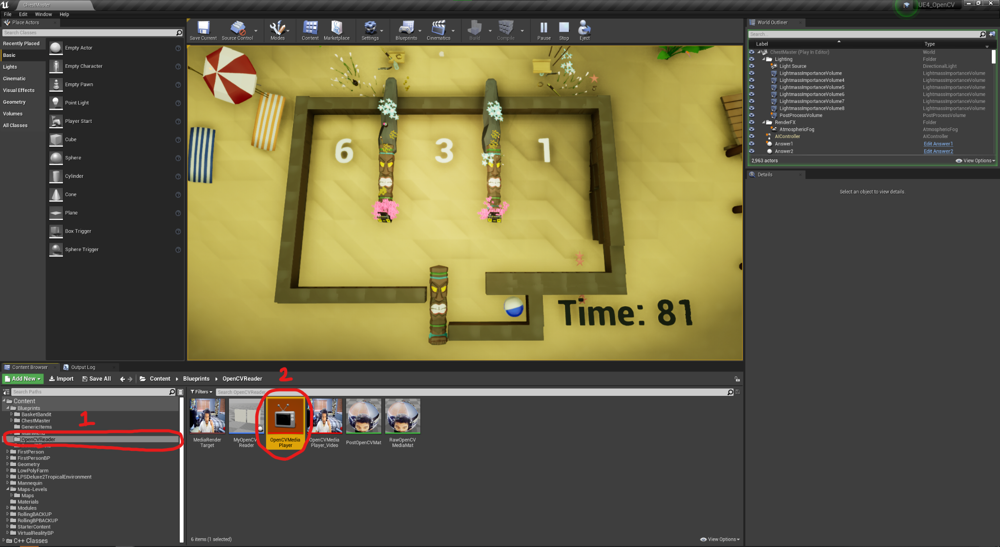 ChestMaster
UE4_OpenCV
File Edit Window Help
Place Actors
Search Classes
Recently Placed
Basic
Lights
Cinematic
Visual Effects
Geometry
Volumes
All Classes
Empty Actor
Empty Character
Empty Pawn
Point Light
Player Start
Cube
Sphere
Cylinder
Cone
Plane
Box Trigger
Sphere Trigger
Save Current Source Control Modes Content Marketplace Settings Blueprints Cinematics Build Compile Pause Stop Eject
6 3 1
Time: 81
World Outliner
Search...
Label Type
ChestMaster (Play In Editor) World
Lighting Folder
Light Source DirectionalLight
LightmassImportanceVolume LightmassImportanceVolume
LightmassImportanceVolume4 LightmassImportanceVolume
LightmassImportanceVolume5 LightmassImportanceVolume
LightmassImportanceVolume6 LightmassImportanceVolume
LightmassImportanceVolume7 LightmassImportanceVolume
LightmassImportanceVolume8 LightmassImportanceVolume
PostProcessVolume PostProcessVolume
RenderFX Folder
AtmosphericFog AtmosphericFog
AIController AIController
Answer1 Edit Answer1
Answer2 Edit Answer2
2,963 actors View Options
Details
Select an object to view details.
Content Browser Output Log
Add New Import Save All Content Blueprints OpenCVReader
2
Search Paths
Filters Search OpenCVReader
Content
Blueprints
BasketBandit
ChestMaster
GenericItems
MainMenu
OpenCVReader
FirstPerson
FirstPersonBP
Geometry
LowPolyFarm
LPSDeluxe2TropicalEnvironment
Mannequin
Maps-Levels
Maps
Materials
Modules
RollingBACKUP
RollingBPBACKUP
StarterContent
VirtualRealityBP
C++ Classes
1
MediaRender
Target
MyOpenCV
Reader
OpenCVMedia
Player
OpenCVMedia
Player_Video
PostOpenCVMat
RawOpenCV
MediaMat
6 items (1 selected) View Options